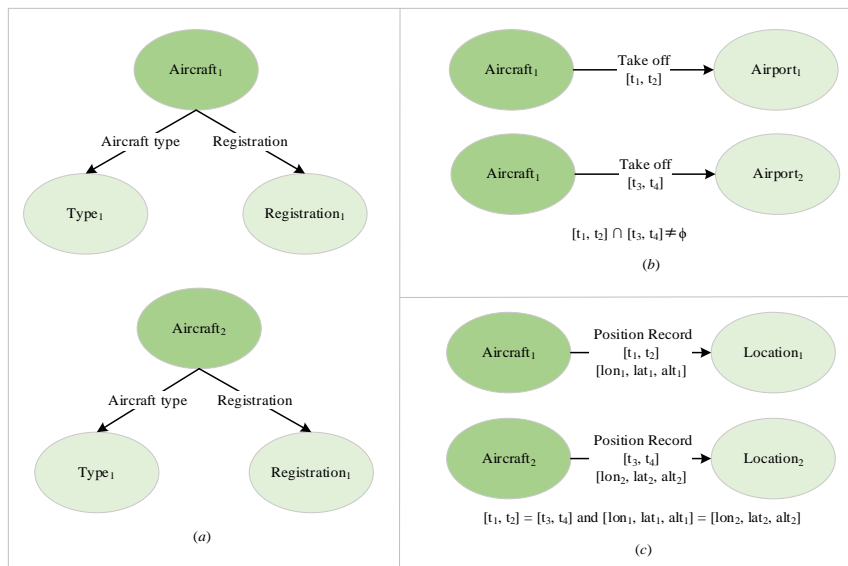 Aircraft₁
Aircraft type Registration
Type₁ Registration₁
Aircraft₂
Aircraft type Registration
Type₁ Registration₁
(a)
Aircraft₁ Take off Airport₁
[t₁, t₂]
Aircraft₁ Take off Airport₂
[t₃, t₄]
[t₁, t₂] ∩ [t₃, t₄] ≠ ϕ
(b)
Position Record
Aircraft₁ [t₁, t₂] Location₁
[lon₁, lat₁, alt₁]
Position Record
Aircraft₂ [t₃, t₄] Location₂
[lon₂, lat₂, alt₂]
[t₁, t₂] = [t₃, t₄] and [lon₁, lat₁, alt₁] = [lon₂, lat₂, alt₂]
(c)